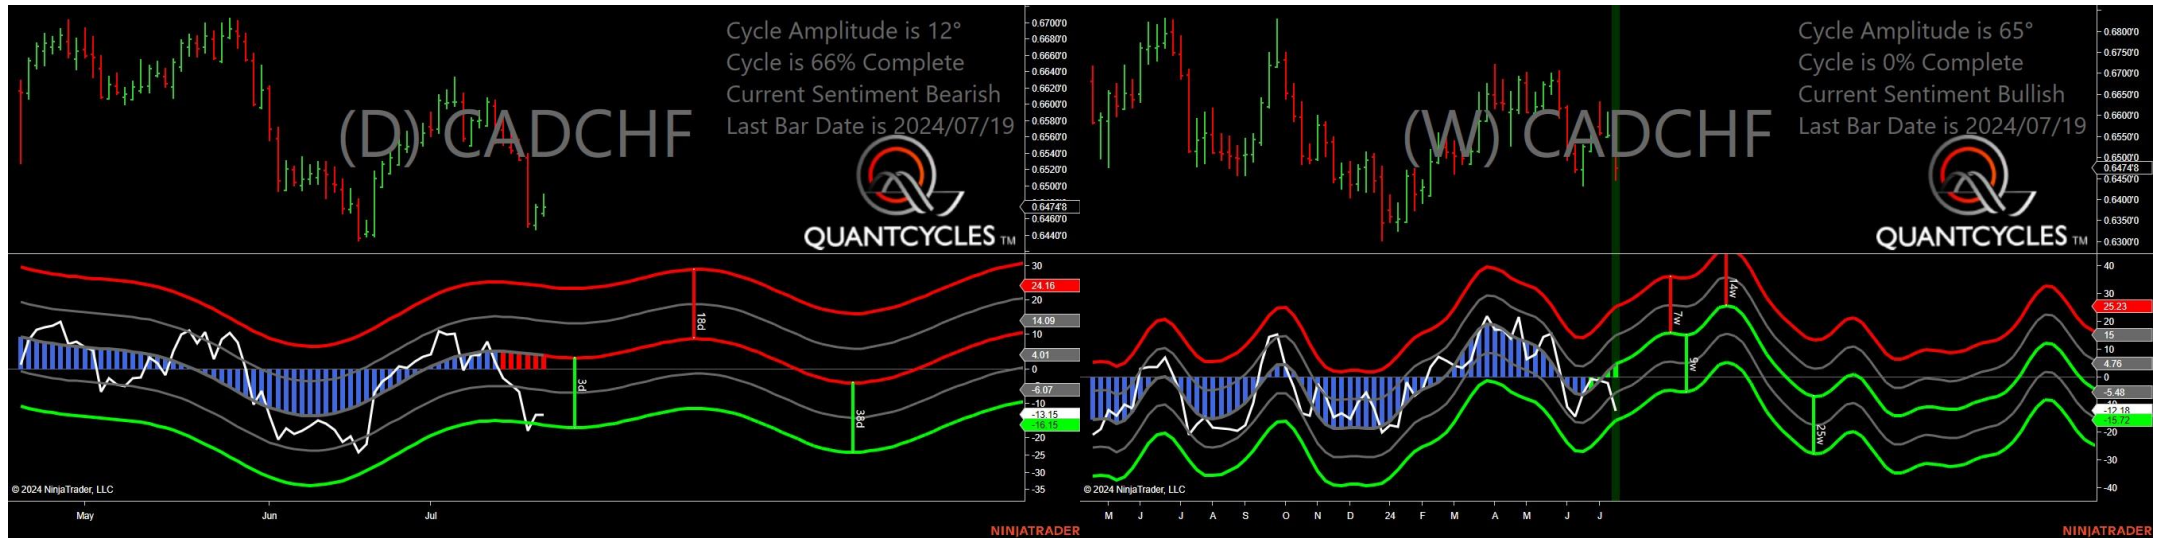 Cycle Amplitude is 12°
Cycle is 66% Complete
Current Sentiment Bearish
Last Bar Date is 2024/07/19
(D) CADCHF
QUANTCYCLES TM
0.6700'0
0.6680'0
0.6660'0
0.6640'0
0.6620'0
0.6600'0
0.6580'0
0.6560'0
0.6540'0
0.6520'0
0.6500'0
0.6474'8
0.6460'0
0.6440'0
30
24.16
20
14.09
10
4.01
0
-6.07
-10
-13.15
-16.15
-20
-25
-30
-35
3d
18d
38d
© 2024 NinjaTrader, LLC
May Jun Jul
NINJATRADER
Cycle Amplitude is 65°
Cycle is 0% Complete
Current Sentiment Bullish
Last Bar Date is 2024/07/19
(W) CADCHF
QUANTCYCLES TM
0.6800'0
0.6750'0
0.6700'0
0.6650'0
0.6600'0
0.6550'0
0.6500'0
0.6474'8
0.6450'0
0.6400'0
0.6350'0
0.6300'0
40
30
25.23
20
15
10
4.76
0
-5.48
-10
-12.18
-15.72
-20
-30
-40
7w
9w
14w
25w
© 2024 NinjaTrader, LLC
M J J A S O N D 24 F M A M J J
NINJATRADER